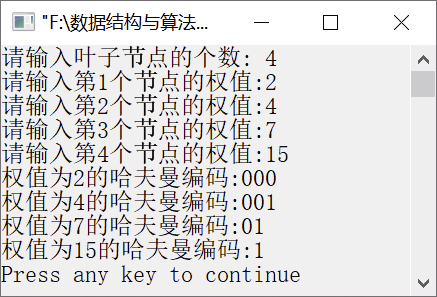 "F:\数据结构与算法...
请输入叶子节点的个数: 4
请输入第1个节点的权值:2
请输入第2个节点的权值:4
请输入第3个节点的权值:7
请输入第4个节点的权值:15
权值为2的哈夫曼编码:000
权值为4的哈夫曼编码:001
权值为7的哈夫曼编码:01
权值为15的哈夫曼编码:1
Press any key to continue